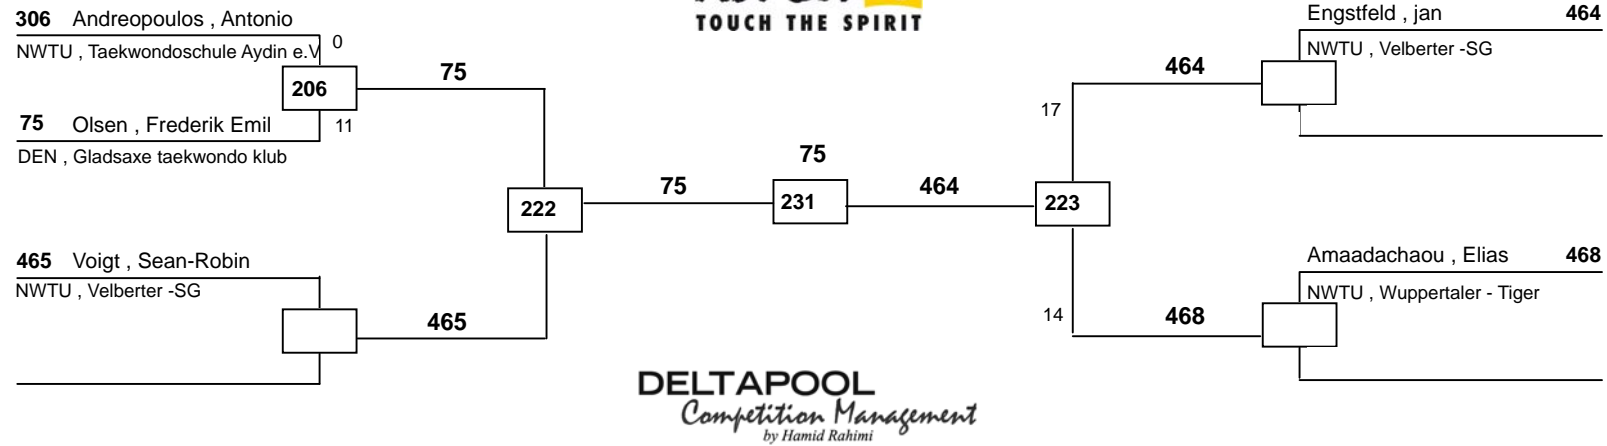 TOUCH THE SPIRIT
306 Andreopoulos , Antonio
NWTU , Taekwondoschule Aydin e.V
0
206
75
75 Olsen , Frederik Emil
11
DEN , Gladsaxe taekwondo klub
222
75
465 Voigt , Sean-Robin
NWTU , Velberter -SG
465
75
231
464
Engstfeld , jan 464
NWTU , Velberter -SG
464
17
223
Amaadachaou , Elias 468
NWTU , Wuppertaler - Tiger
14
468
DELTAPOOL
Competition Management
by Hamid Rahimi